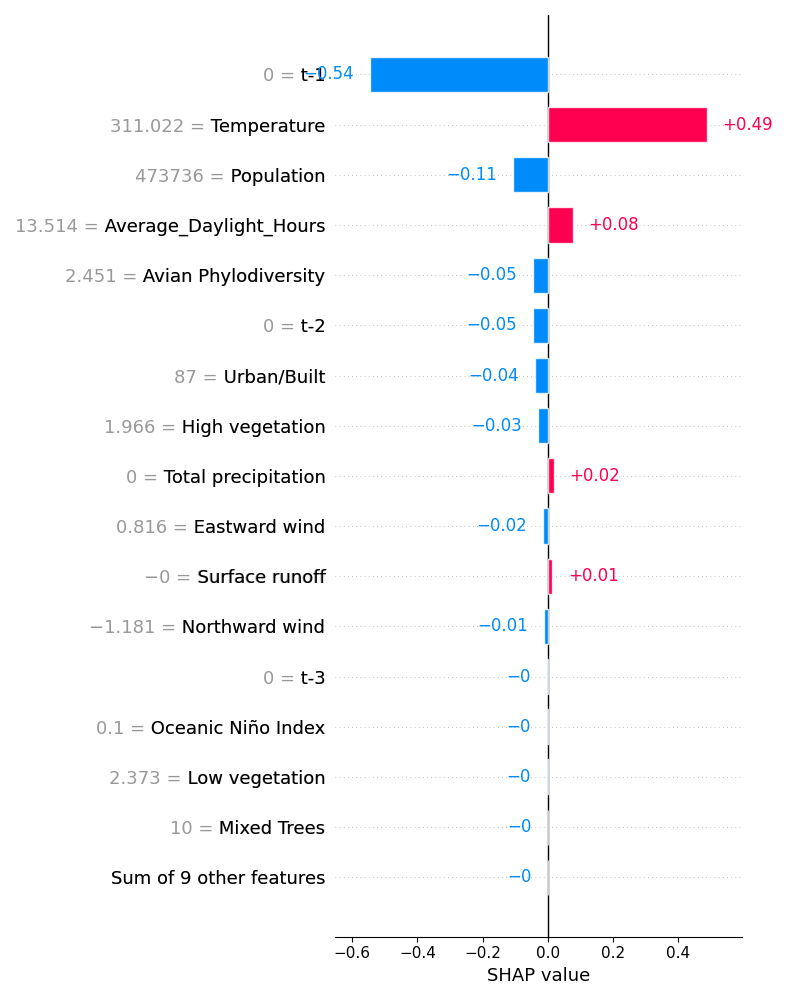 0 = t-1 −0.54
311.022 = Temperature +0.49
473736 = Population −0.11
13.514 = Average_Daylight_Hours +0.08
2.451 = Avian Phylodiversity −0.05
0 = t-2 −0.05
87 = Urban/Built −0.04
1.966 = High vegetation −0.03
0 = Total precipitation +0.02
0.816 = Eastward wind −0.02
−0 = Surface runoff +0.01
−1.181 = Northward wind −0.01
0 = t-3 −0
0.1 = Oceanic Niño Index −0
2.373 = Low vegetation −0
10 = Mixed Trees −0
Sum of 9 other features −0
−0.6 −0.4 −0.2 0.0 0.2 0.4
SHAP value